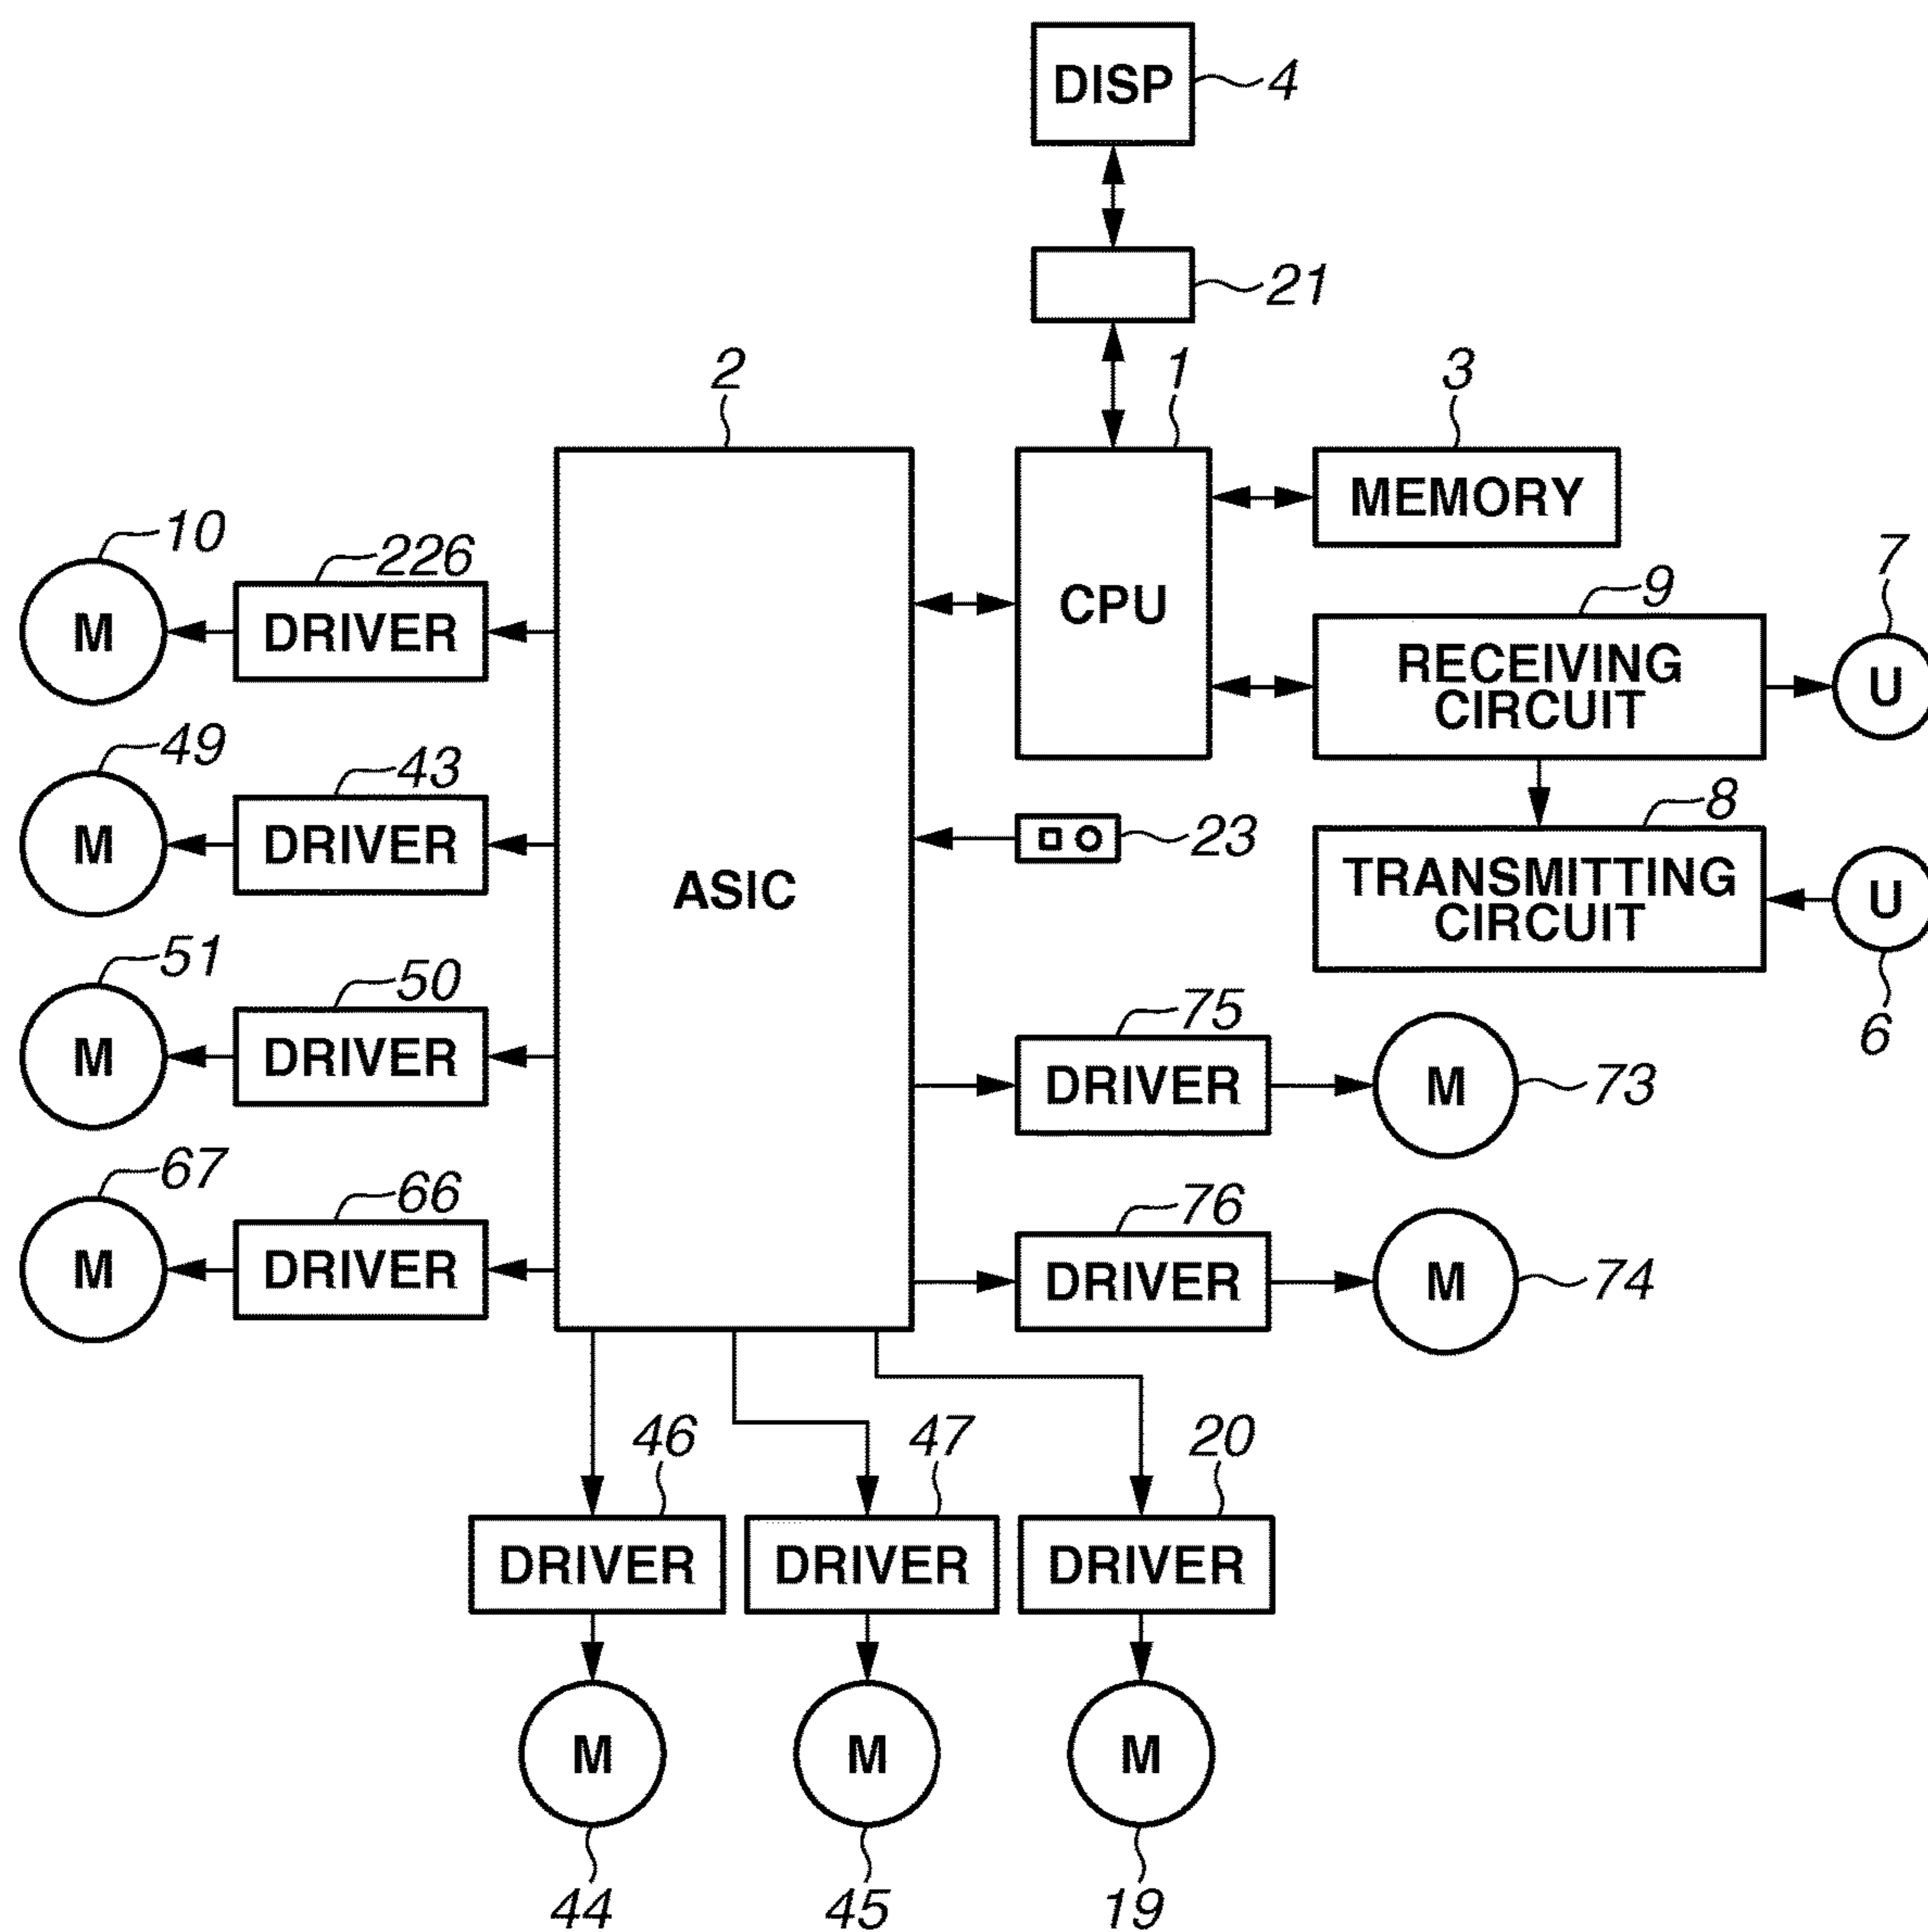 DISP
4
21
2
1
3
MEMORY
CPU
10
226
M
DRIVER
9
7
RECEIVING
CIRCUIT
U
49
43
M
DRIVER
23
8
TRANSMITTING
CIRCUIT
U
6
ASIC
51
50
M
DRIVER
75
DRIVER
M
73
67
66
M
DRIVER
76
DRIVER
M
74
46
47
20
DRIVER
DRIVER
DRIVER
M
M
M
44
45
19